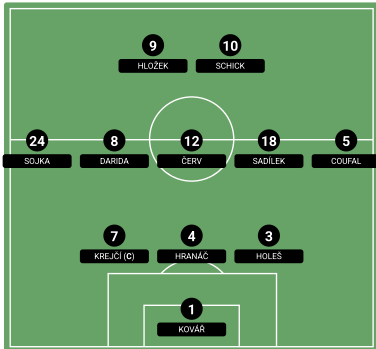 9 10
HLOŽEK SCHICK
24 8 12 18 5
SOJKA DARIDA ČERV SADÍLEK COUFAL
7 4 3
KREJČÍ (C) HRANÁČ HOLEŠ
1
KOVÁŘ